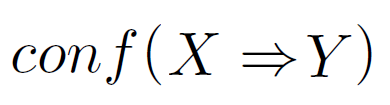 conf(X ⇒ Y)